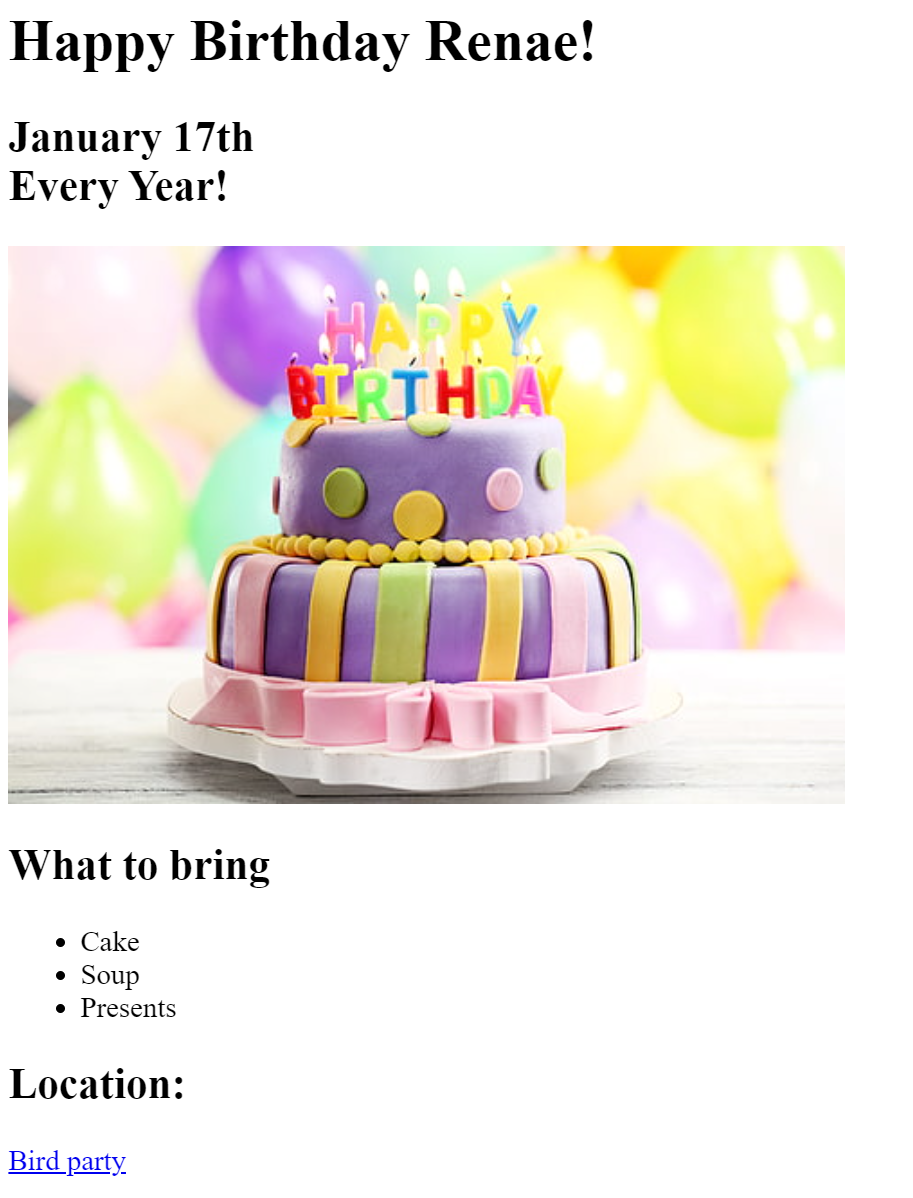 Happy Birthday Renae!
January 17th
Every Year!
HAPPY
BIRTHDAY
What to bring
Cake
Soup
Presents
Location:
Bird party